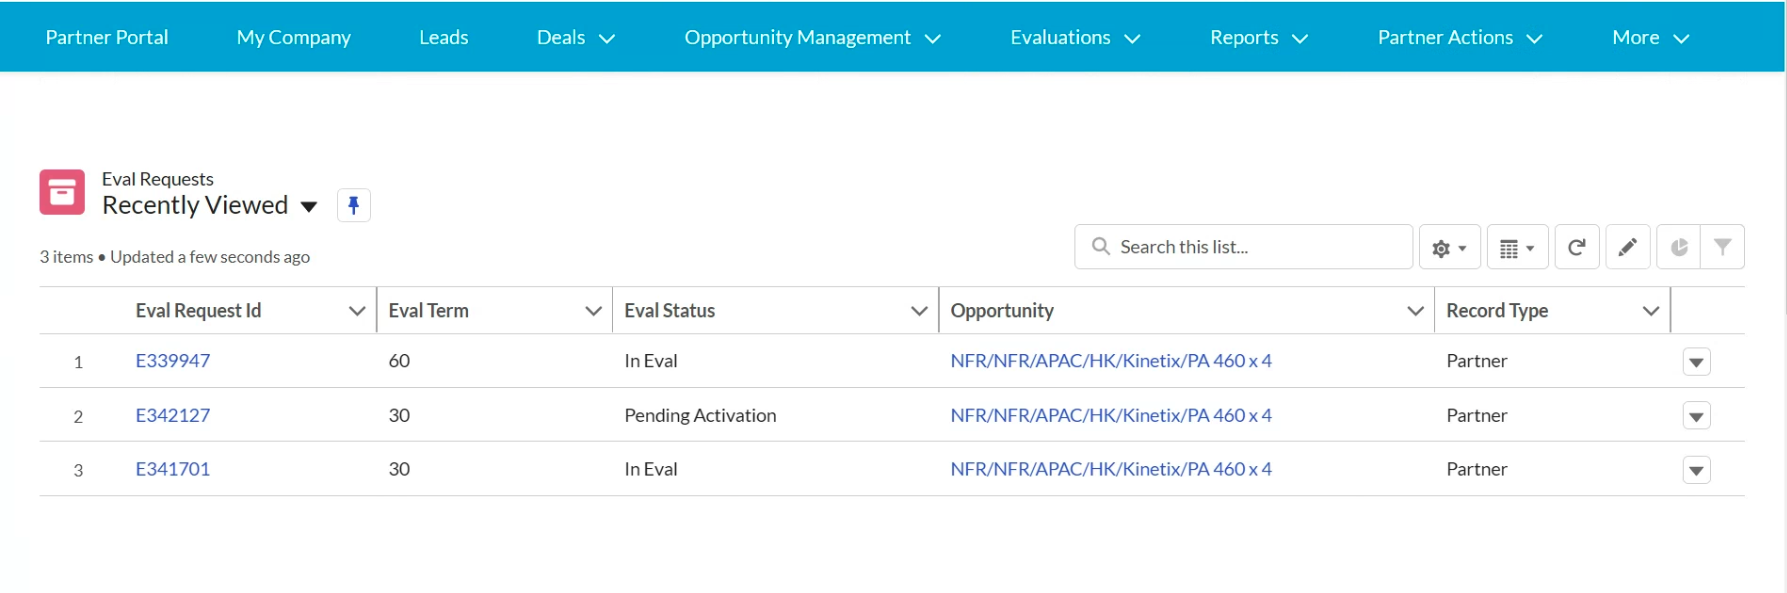 Partner Portal My Company Leads Deals Opportunity Management Evaluations Reports Partner Actions More
Eval Requests
Recently Viewed
3 items • Updated a few seconds ago
Search this list...
Eval Request Id Eval Term Eval Status Opportunity Record Type
1 E339947 60 In Eval NFR/NFR/APAC/HK/Kinetix/PA 460 x 4 Partner
2 E342127 30 Pending Activation NFR/NFR/APAC/HK/Kinetix/PA 460 x 4 Partner
3 E341701 30 In Eval NFR/NFR/APAC/HK/Kinetix/PA 460 x 4 Partner